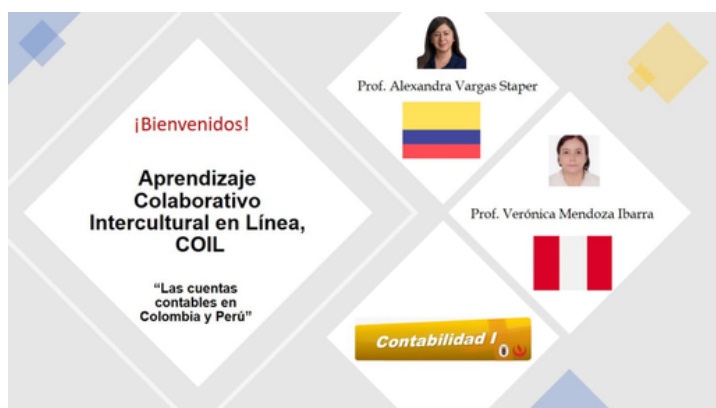 ¡Bienvenidos!
Aprendizaje
Colaborativo
Intercultural en Línea,
COIL
“Las cuentas
contables en
Colombia y Perú”
Prof. Alexandra Vargas Staper
Prof. Verónica Mendoza Ibarra
Contabilidad I